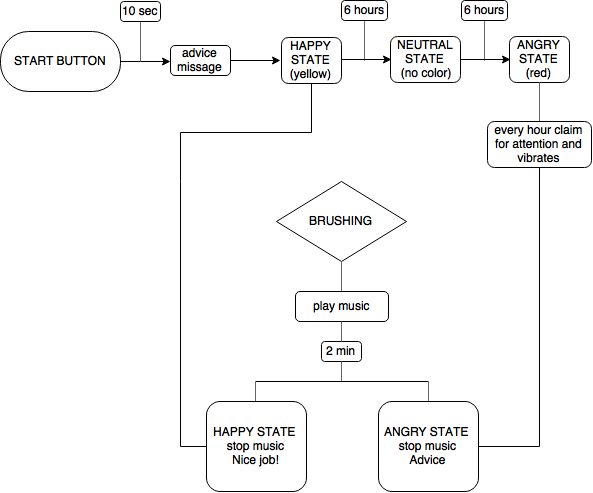 10 sec
6 hours
6 hours
START BUTTON
advice
missage
HAPPY
STATE
(yellow)
NEUTRAL
STATE
(no color)
ANGRY
STATE
(red)
every hour claim
for attention and
vibrates
BRUSHING
play music
2 min
HAPPY STATE
stop music
Nice job!
ANGRY STATE
stop music
Advice